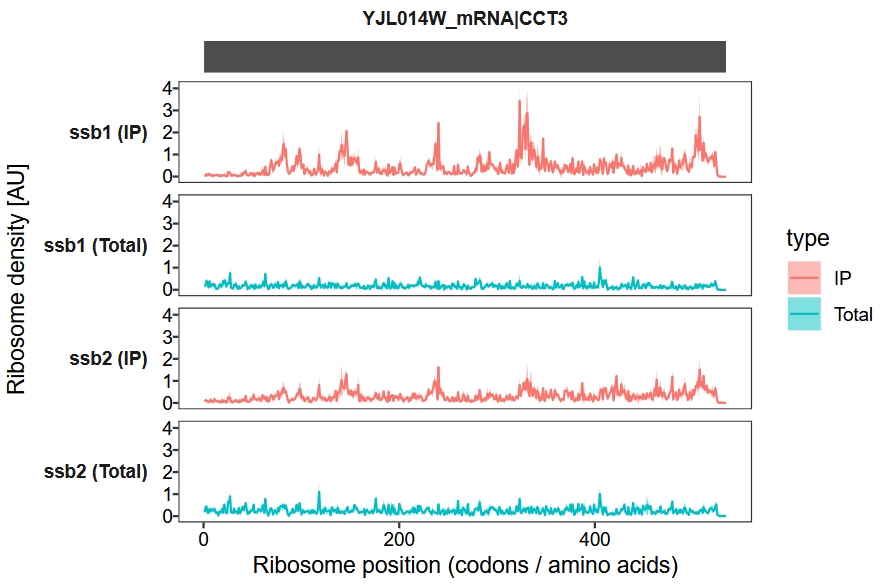 YJL014W_mRNA|CCT3
Ribosome density [AU]
ssb1 (IP)
4
3
2
1
0
ssb1 (Total)
4
3
2
1
0
ssb2 (IP)
4
3
2
1
0
ssb2 (Total)
4
3
2
1
0
0 200 400
Ribosome position (codons / amino acids)
type
IP
Total